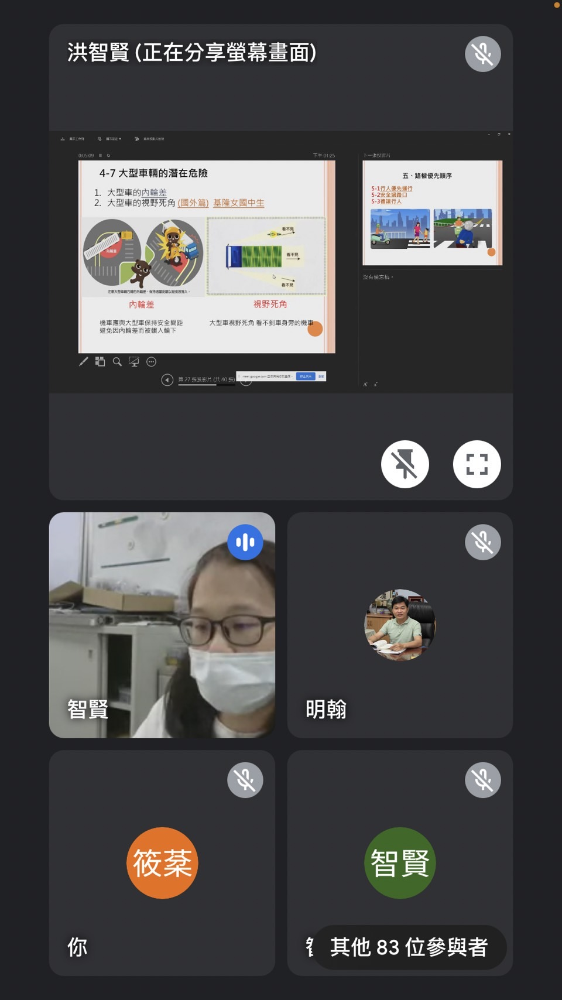 洪智賢 (正在分享螢幕畫面)
0:05:09
下午 01:25
下一張投影片
4-7 大型車輛的潛在危險
1. 大型車的內輪差
2. 大型車的視野死角 (國外篇) 基隆女國中生
內輪差
注意大型車輛右轉的內輪差，保持適當距離以避免被捲入。
看不見
看不見
看不見
內輪差
視野死角
機車應與大型車保持安全間距
避免因內輪差而被輾入輪下
大型車視野死角 看不到車身旁的機車
五、路權優先順序
5-1行人優先通行
5-2安全過路口
5-3禮讓行人
沒有備忘稿。
第 27 張投影片 (共 40 張)
智賢
明翰
筱棻
你
智賢
其他 83 位參與者